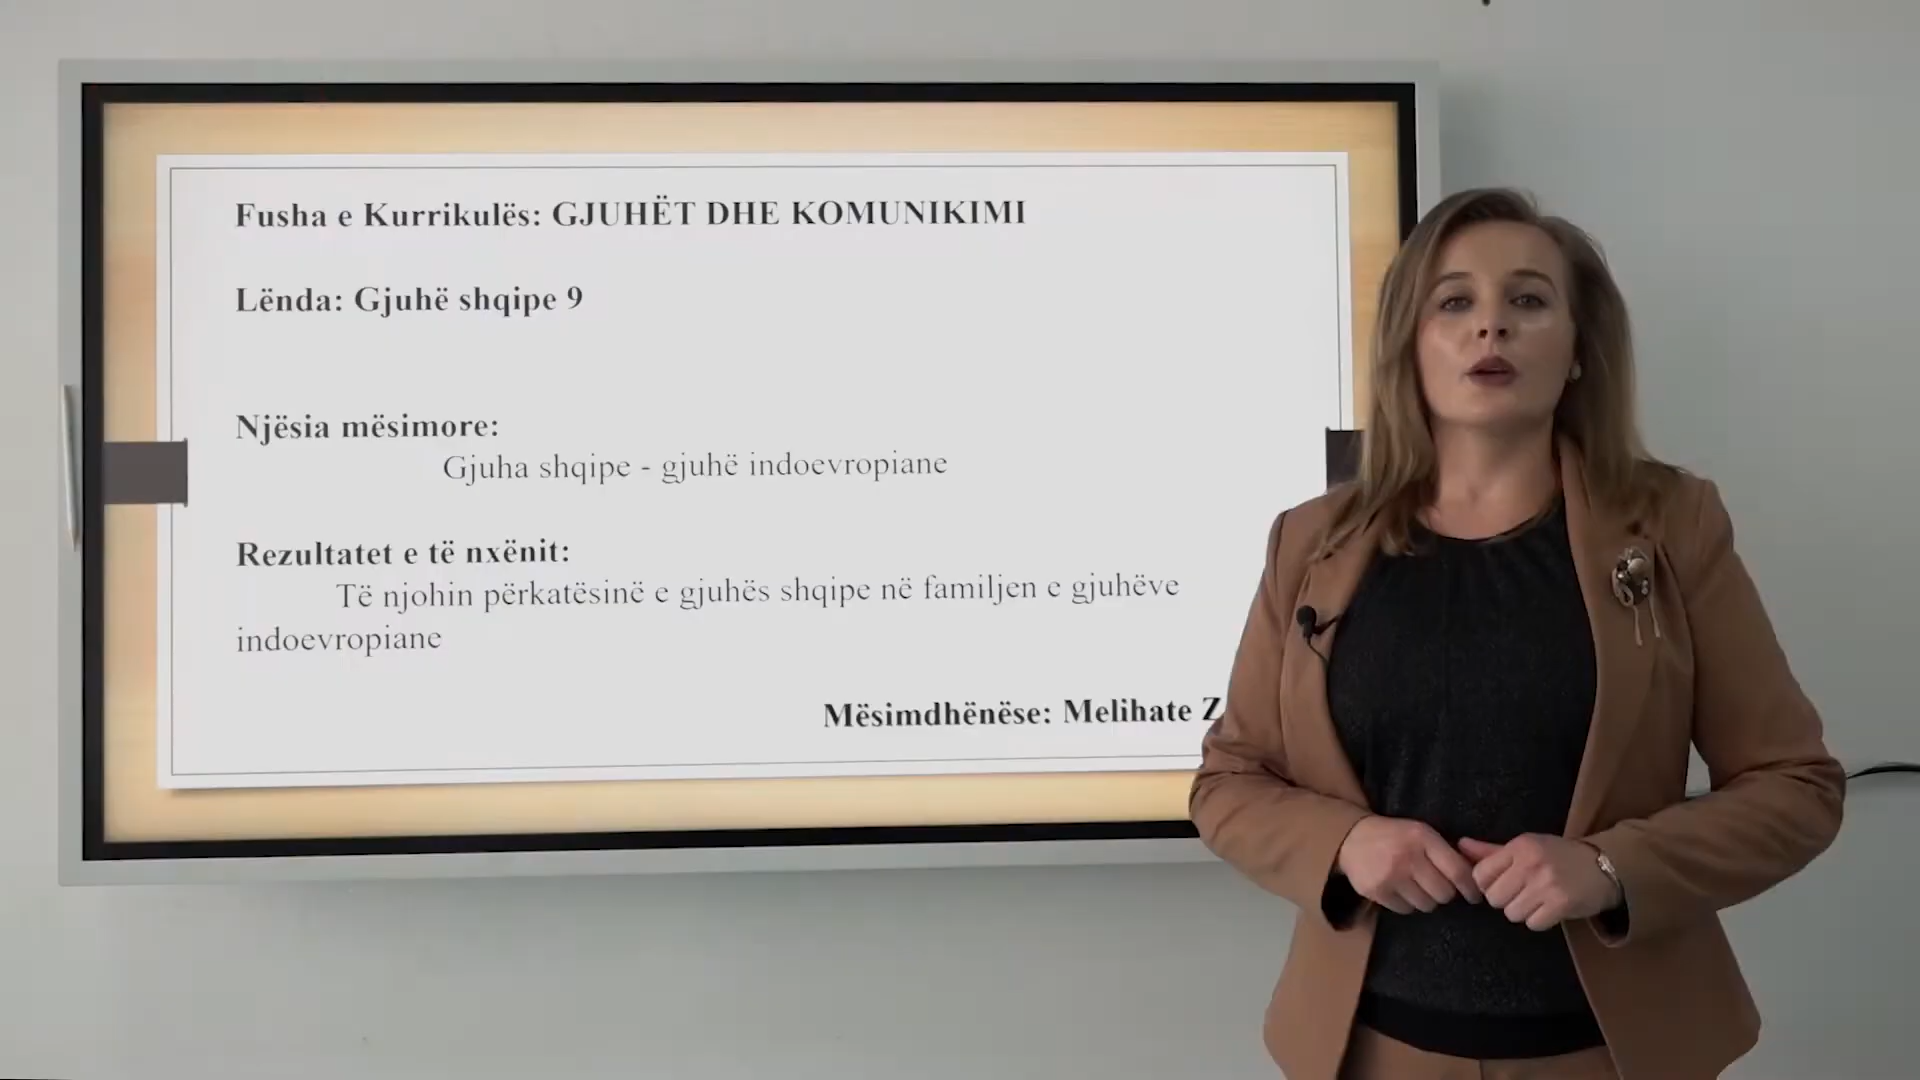 Fusha e Kurrikulës: GJUHËT DHE KOMUNIKIMI
Lënda: Gjuhë shqipe 9
Njësia mësimore:
Gjuha shqipe - gjuhë indoevropiane
Rezultatet e të nxënit:
Të njohin përkatësinë e gjuhës shqipe në familjen e gjuhëve
indoevropiane
Mësimdhënëse: Melihate Z